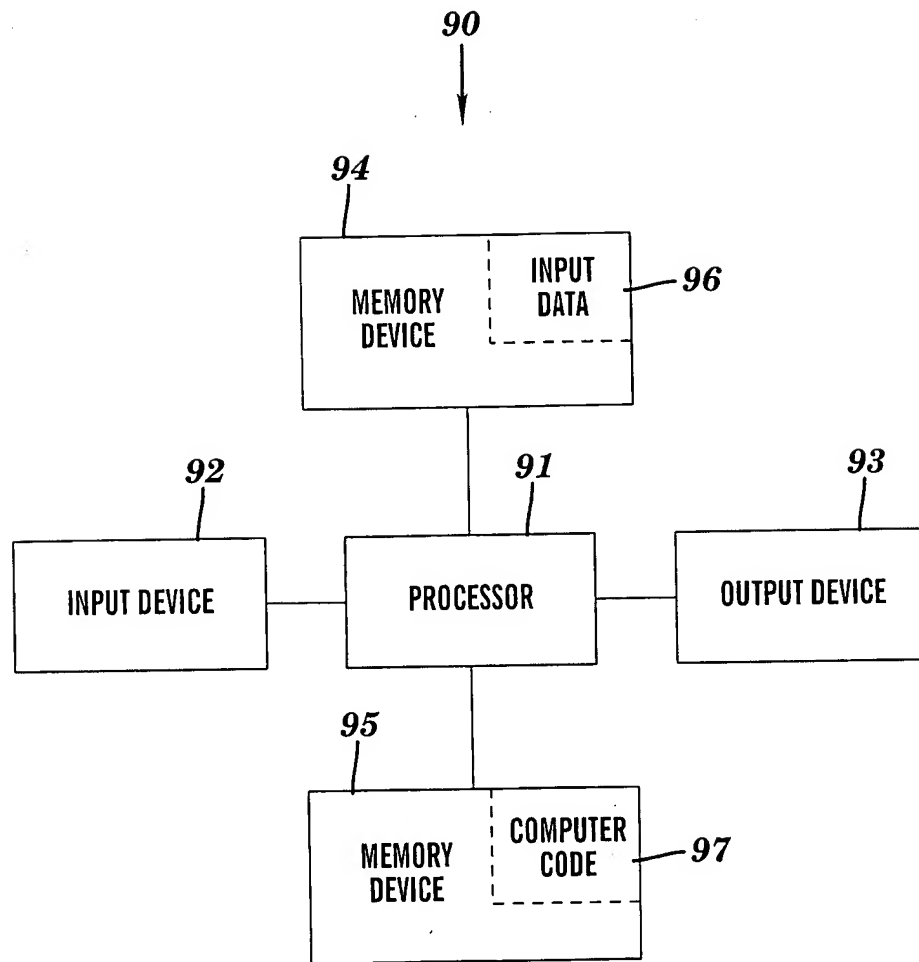 90
94
MEMORY
DEVICE
INPUT
DATA
96
92
INPUT DEVICE
91
PROCESSOR
93
OUTPUT DEVICE
95
MEMORY
DEVICE
COMPUTER
CODE
97